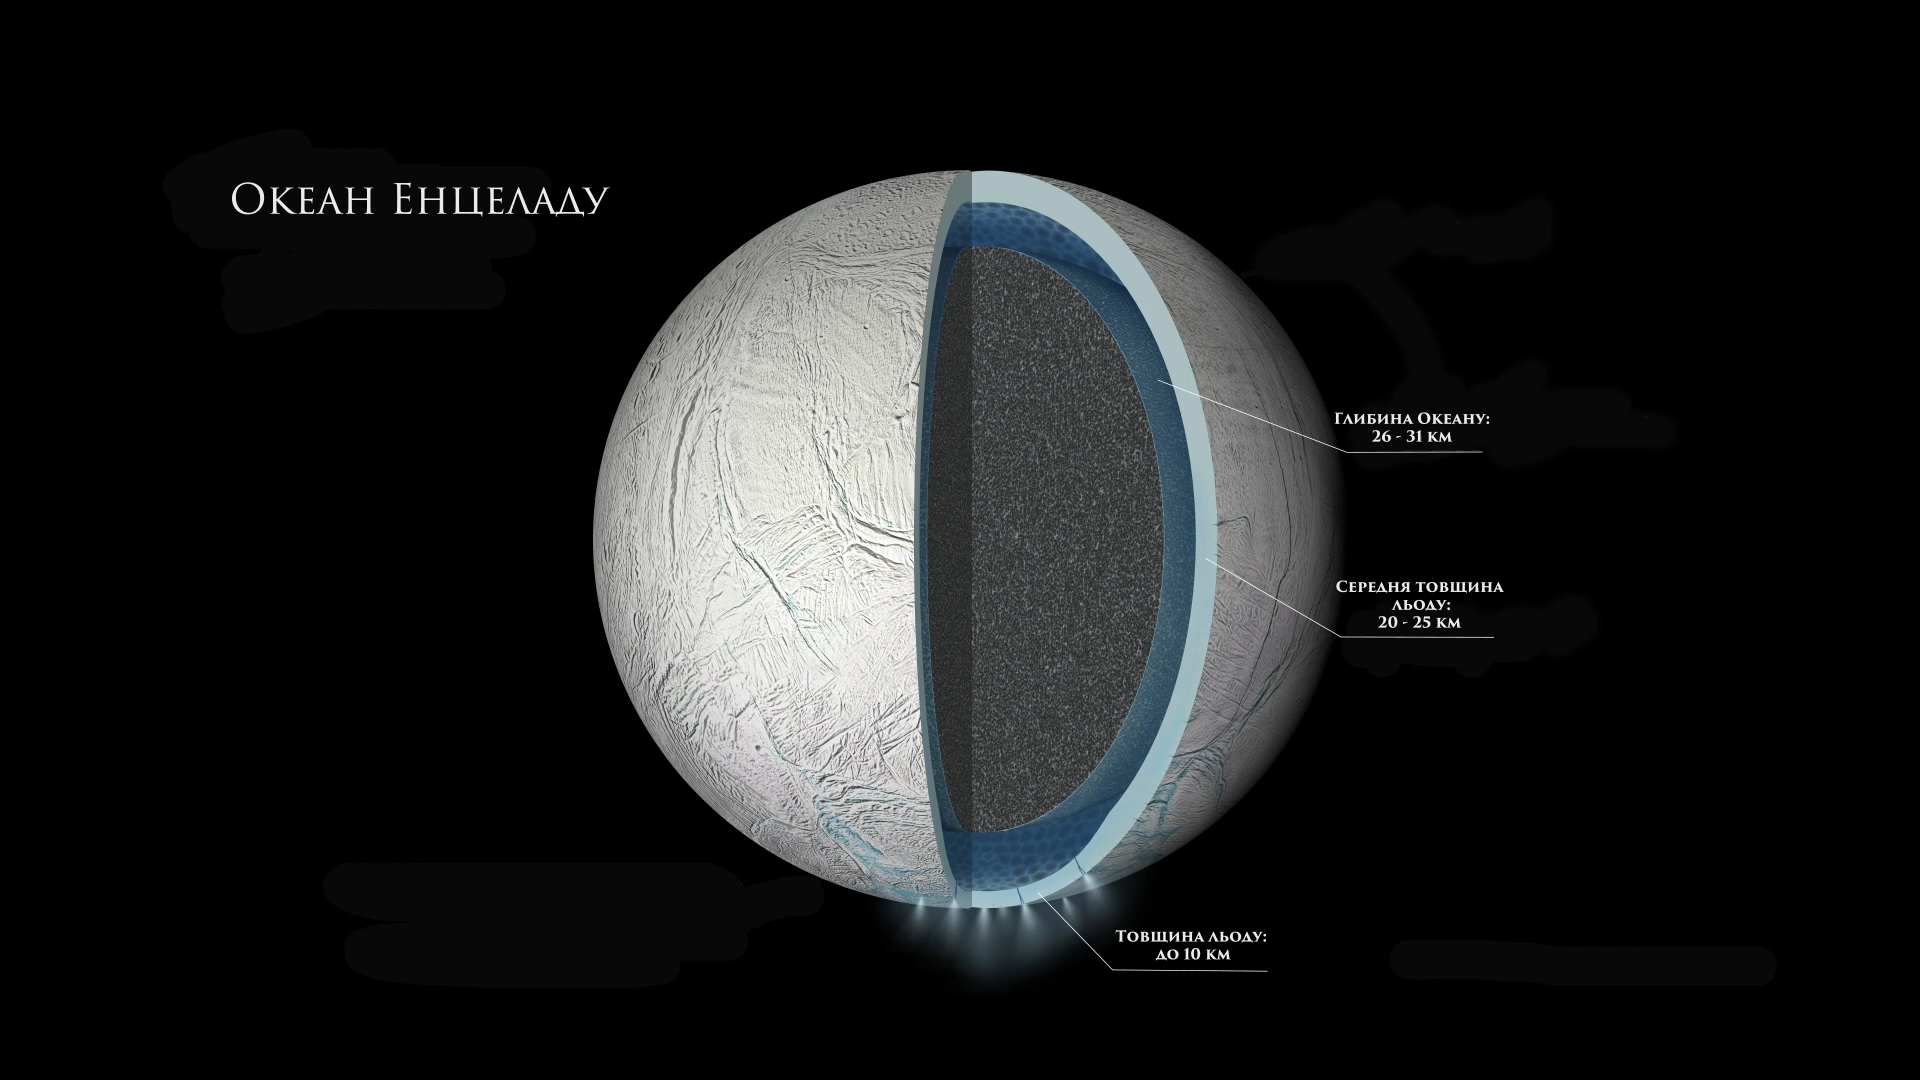 Океан Енцеладу
Глибина Океану:
26 - 31 км
Середня товщина
льоду:
20 - 25 км
Товщина льоду:
до 10 км